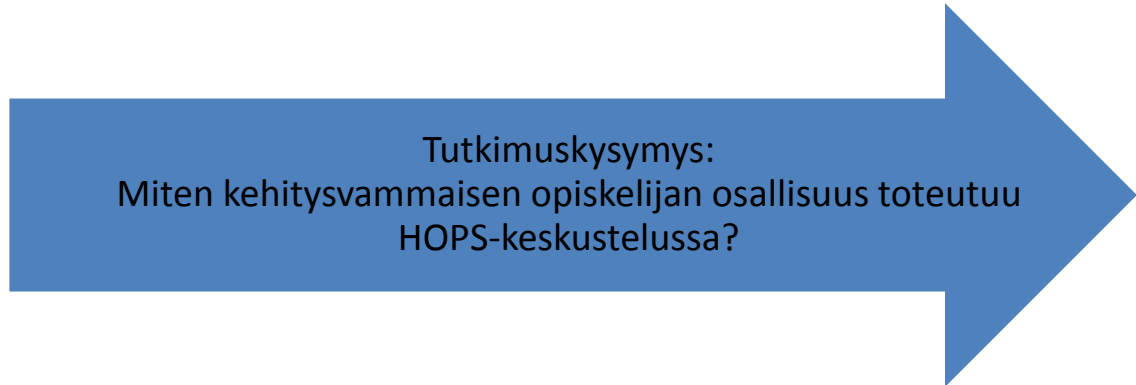 Tutkimuskysymys:
Miten kehitysvammaisen opiskelijan osallisuus toteutuu
HOPS-keskustelussa?